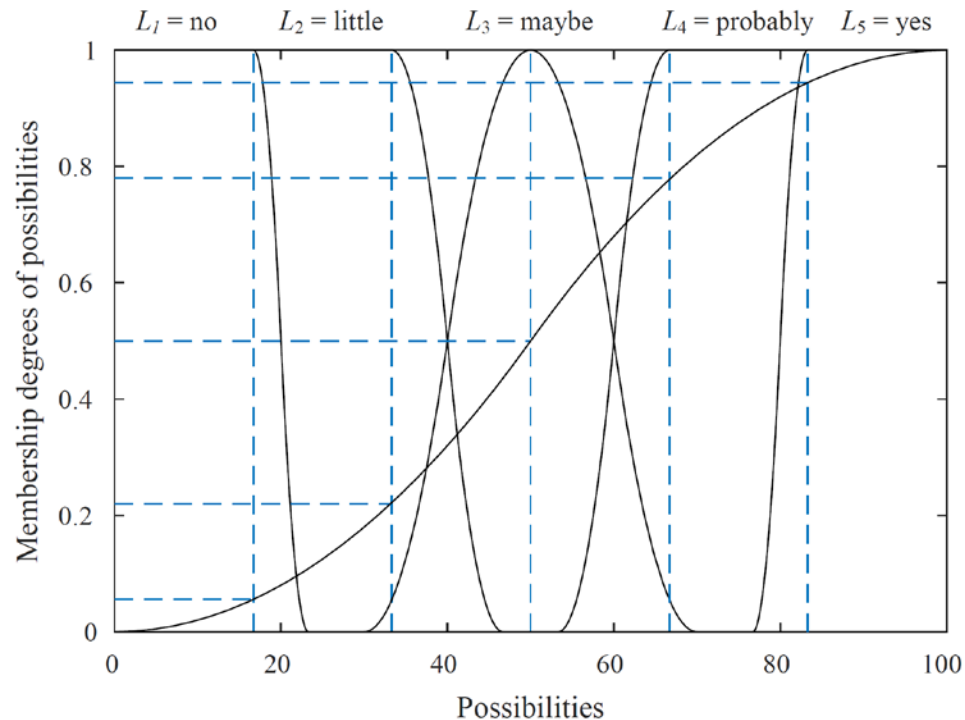 L1 = no L2 = little L3 = maybe L4 = probably L5 = yes
1
0.8
0.6
0.4
0.2
0
Membership degrees of possibilities
0 20 40 60 80 100
Possibilities